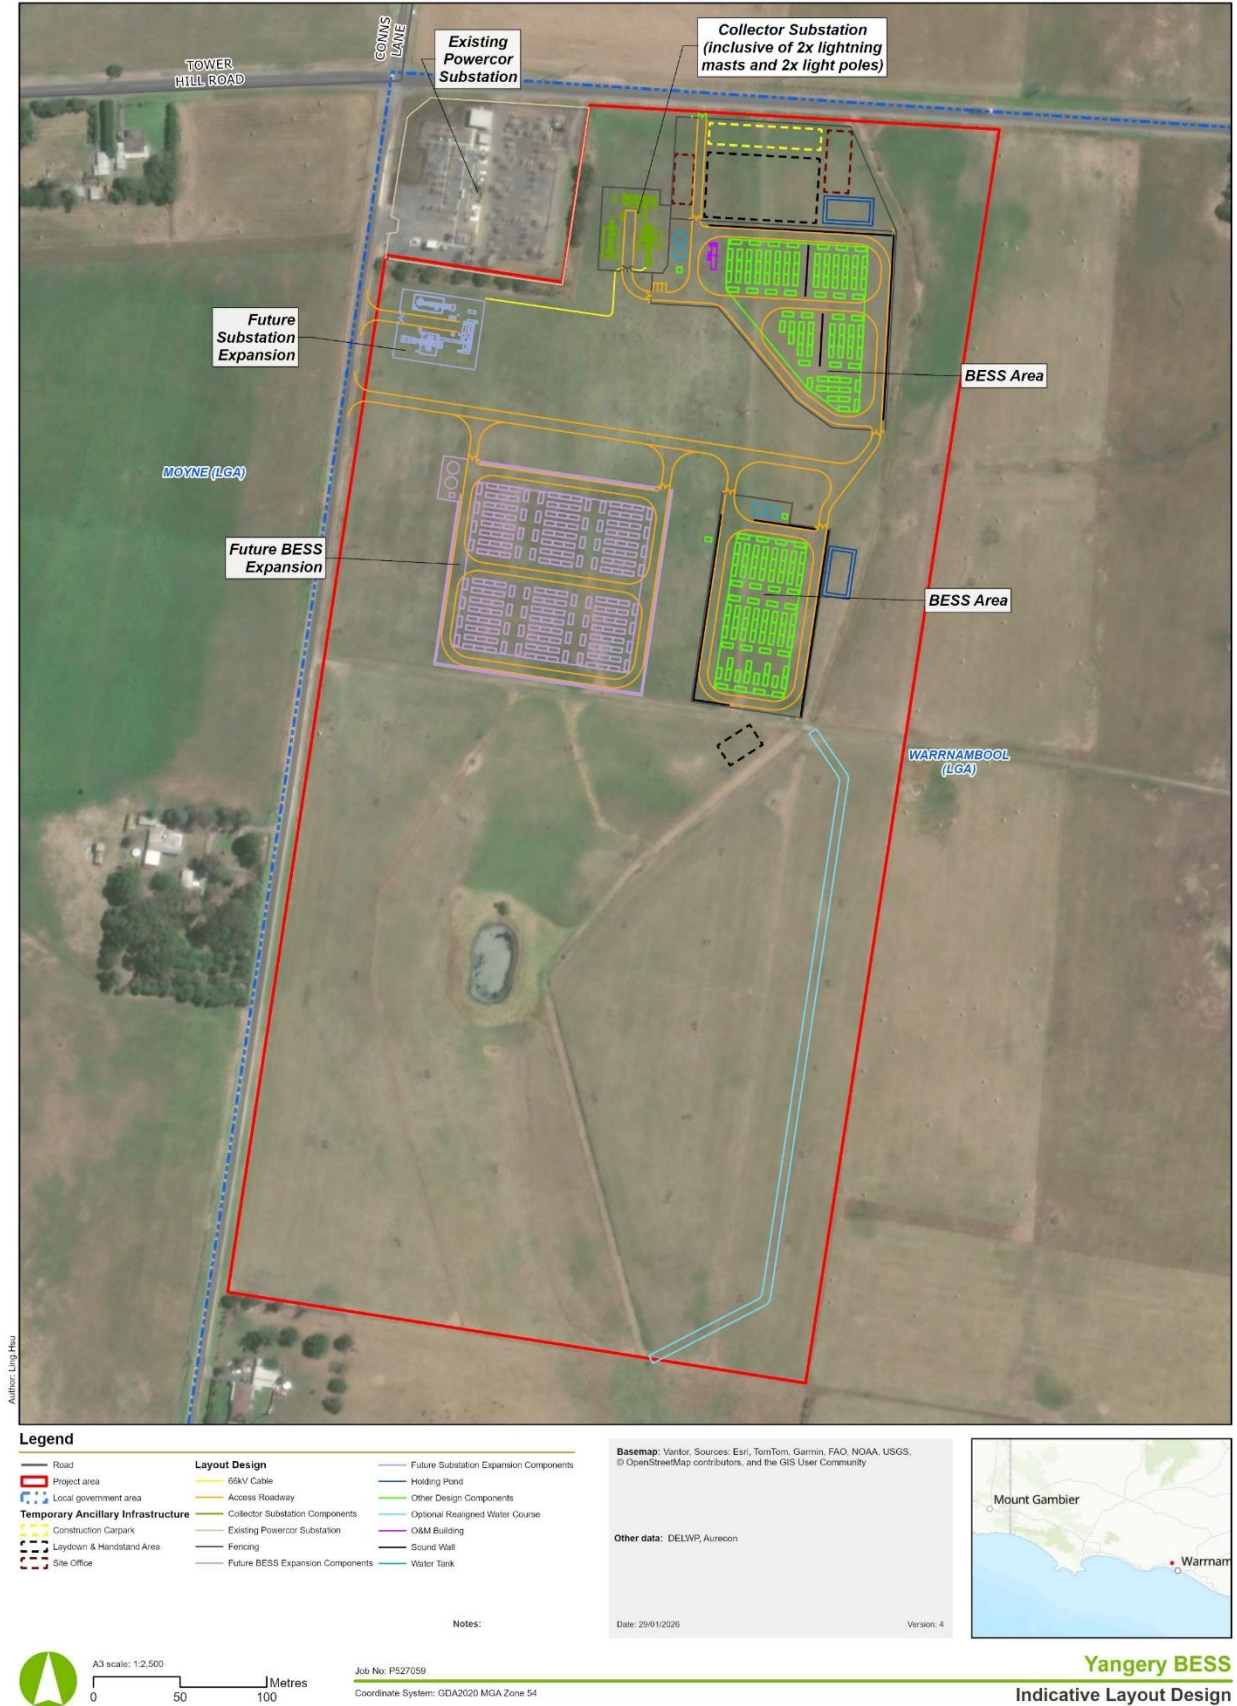 CONNS
LANE
TOWER
HILL ROAD
Existing
Powercor
Substation
Collector Substation
(inclusive of 2x lightning
masts and 2x light poles)
Future
Substation
Expansion
BESS Area
MOYNE (LGA)
Future BESS
Expansion
BESS Area
WARRNAMBOOL
(LGA)
Author: Ling.Hsu
Legend
Road
Project area
Local government area
Temporary Ancillary Infrastructure
Construction Carpark
Laydown & Handstand Area
Site Office
Layout Design
66kV Cable
Access Roadway
Collector Substation Components
Existing Powercor Substation
Fencing
Future BESS Expansion Components
Future Substation Expansion Components
Holding Pond
Other Design Components
Optional Realigned Water Course
O&M Building
Sound Wall
Water Tank
Notes:
Basemap: Vantor, Sources: Esri, TomTom, Garmin, FAO, NOAA, USGS,
© OpenStreetMap contributors, and the GIS User Community
Other data: DELWP, Aurecon
Date: 29/01/2026
Version: 4
Mount Gambier
Warrnam
A3 scale: 1:2,500
Metres
0 50 100
Job No: P527059
Coordinate System: GDA2020 MGA Zone 54
Yangery BESS
Indicative Layout Design